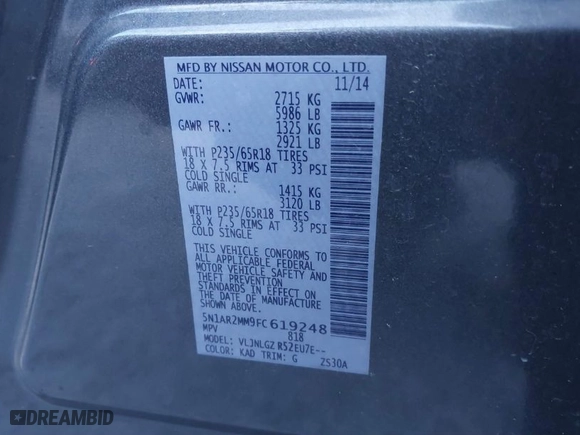 MFD BY NISSAN MOTOR CO., LTD.
DATE: 11/14
GVWR: 2715 KG
5986 LB
GAWR FR.: 1325 KG
2921 LB
WITH P235/65R18 TIRES
18 X 7.5 RIMS AT 33 PSI
COLD SINGLE
GAWR RR.: 1415 KG
3120 LB
WITH P235/65R18 TIRES
18 X 7.5 RIMS AT 33 PSI
COLD SINGLE
THIS VEHICLE CONFORMS TO
ALL APPLICABLE FEDERAL
MOTOR VEHICLE SAFETY AND
THEFT PREVENTION
STANDARDS IN EFFECT ON
THE DATE OF MANUFACTURE
SHOWN ABOVE.
5N1AR2MM9FC619248
MPV 818
MODEL: VLJNLGZ R52EU7E--
COLOR: KAD TRIM: G ZS30A
DREAMBID